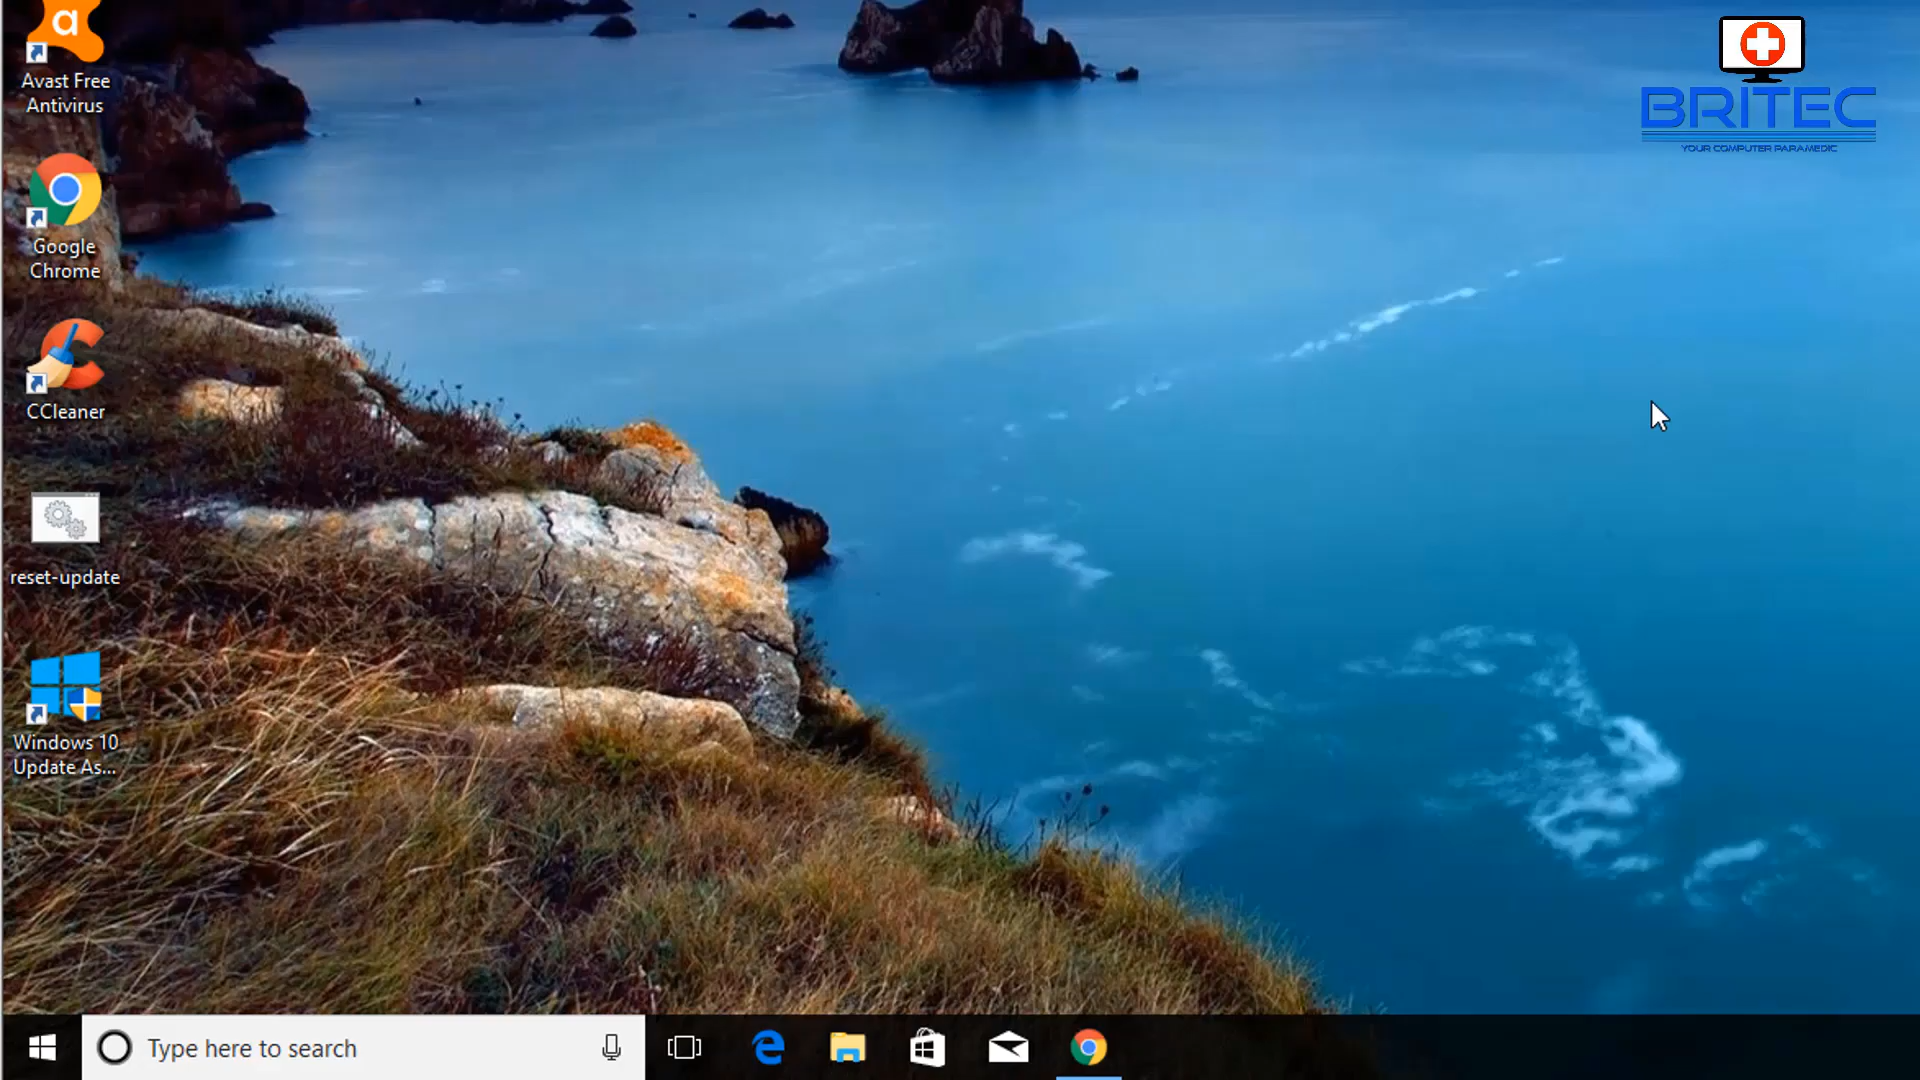 a
Avast Free
Antivirus
Google
Chrome
CCleaner
reset-update
Windows 10
Update As...
BRITEC
YOUR COMPUTER PARAMEDIC
Type here to search